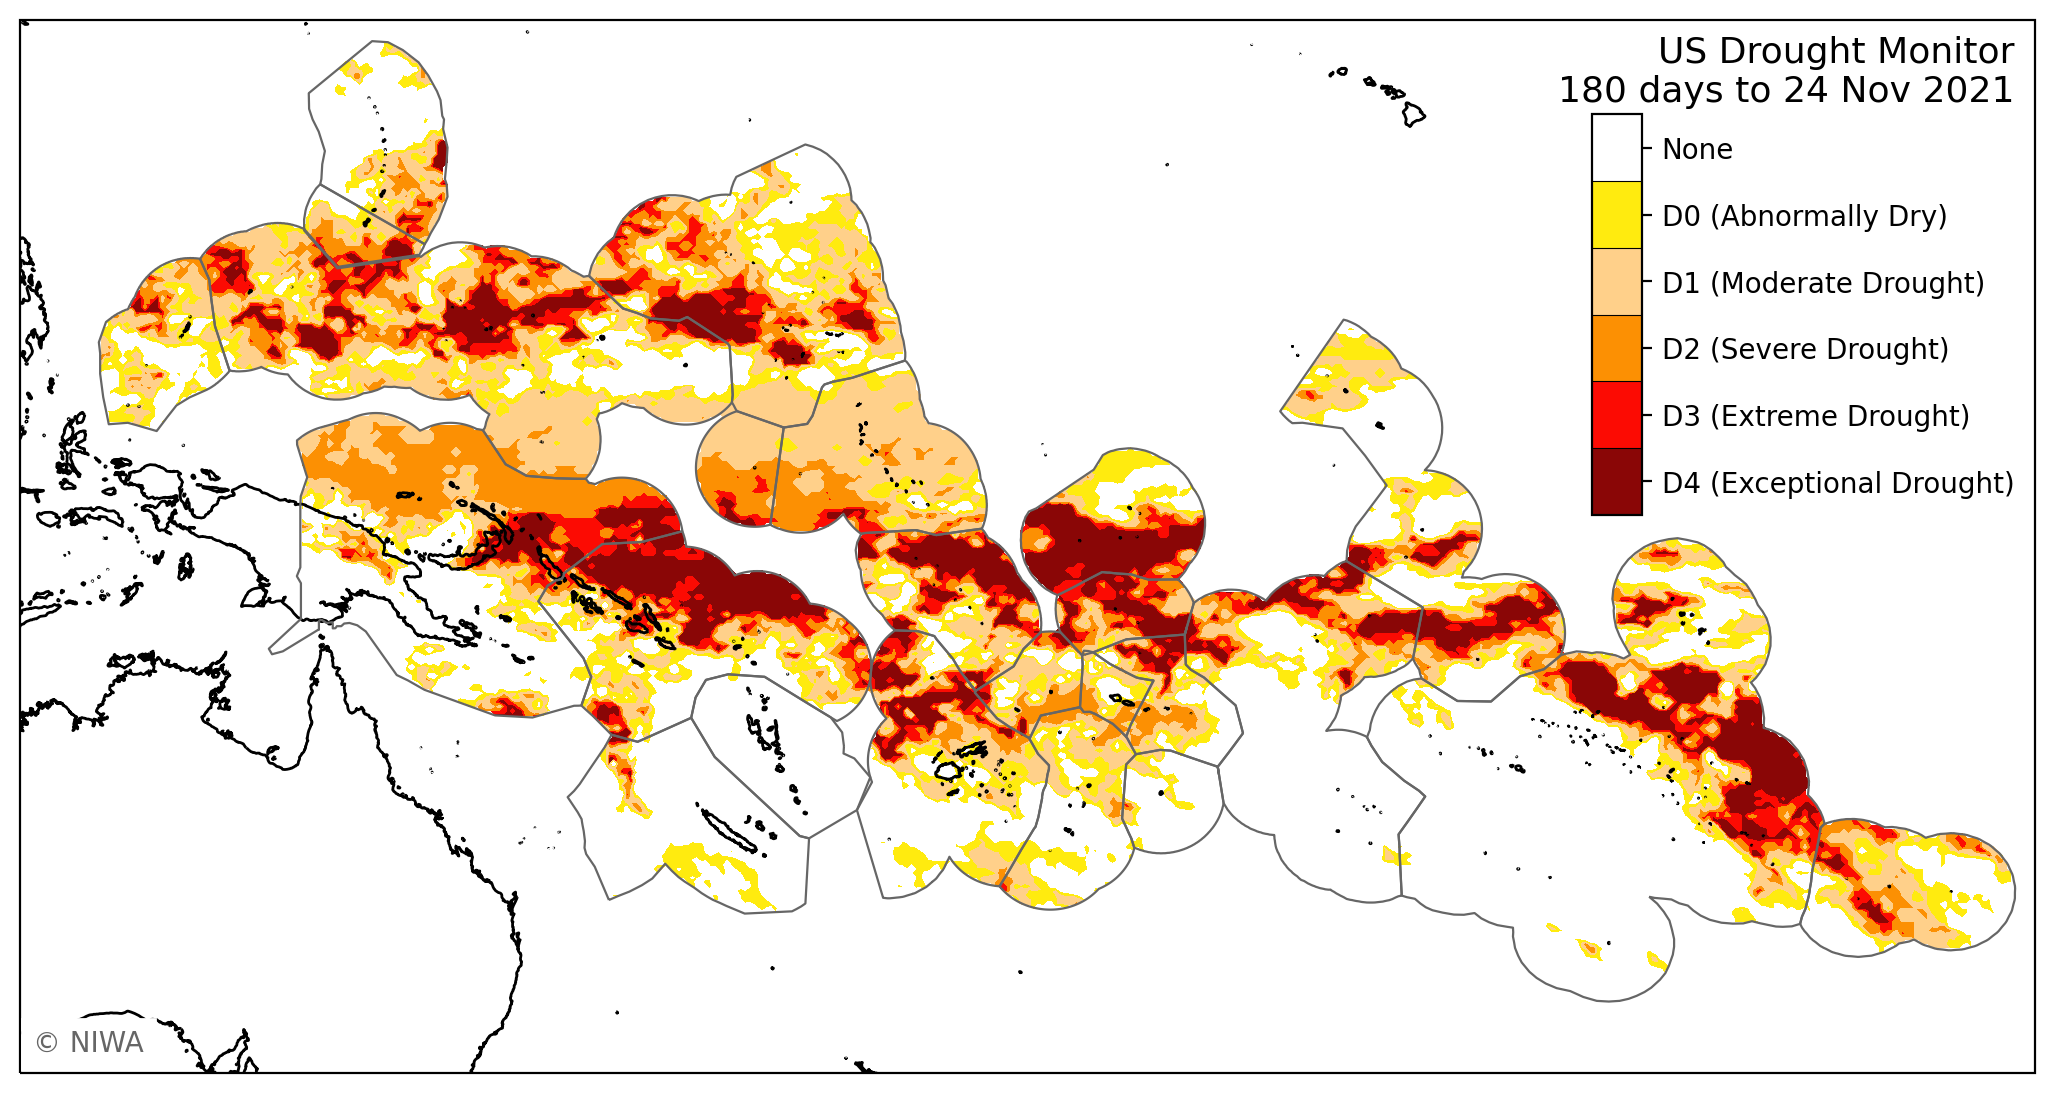 US Drought Monitor
180 days to 24 Nov 2021
None
D0 (Abnormally Dry)
D1 (Moderate Drought)
D2 (Severe Drought)
D3 (Extreme Drought)
D4 (Exceptional Drought)
© NIWA